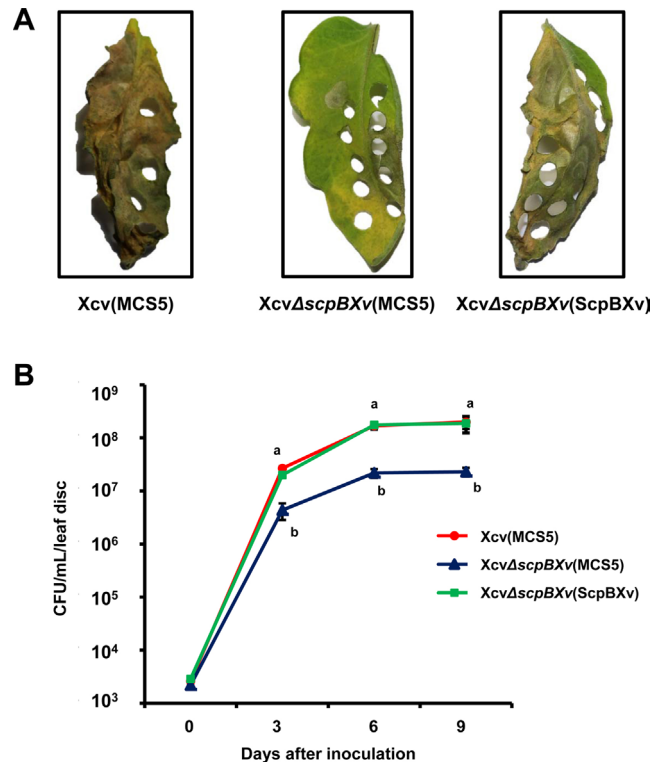 A
Xcv(MCS5)
XcvΔscpBXv(MCS5)
XcvΔscpBXv(ScpBXv)
B
10⁹
10⁸
10⁷
10⁶
10⁵
10⁴
10³
CFU/mL/leaf disc
a
a
a
b
b
b
Xcv(MCS5)
XcvΔscpBXv(MCS5)
XcvΔscpBXv(ScpBXv)
0
3
6
9
Days after inoculation